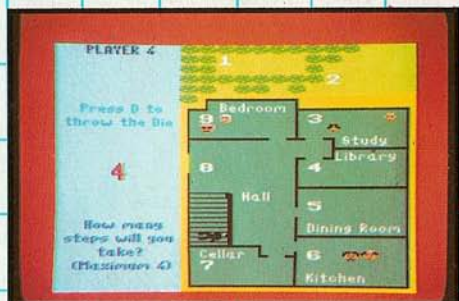 PLAYER 4
Press D to
throw the Die
4
How many
steps will you
take?
(Maximum 4)
1
2
Bedroom
9
3
Study
Library
8
4
Hall
5
Dining Room
Cellar
7
6
Kitchen